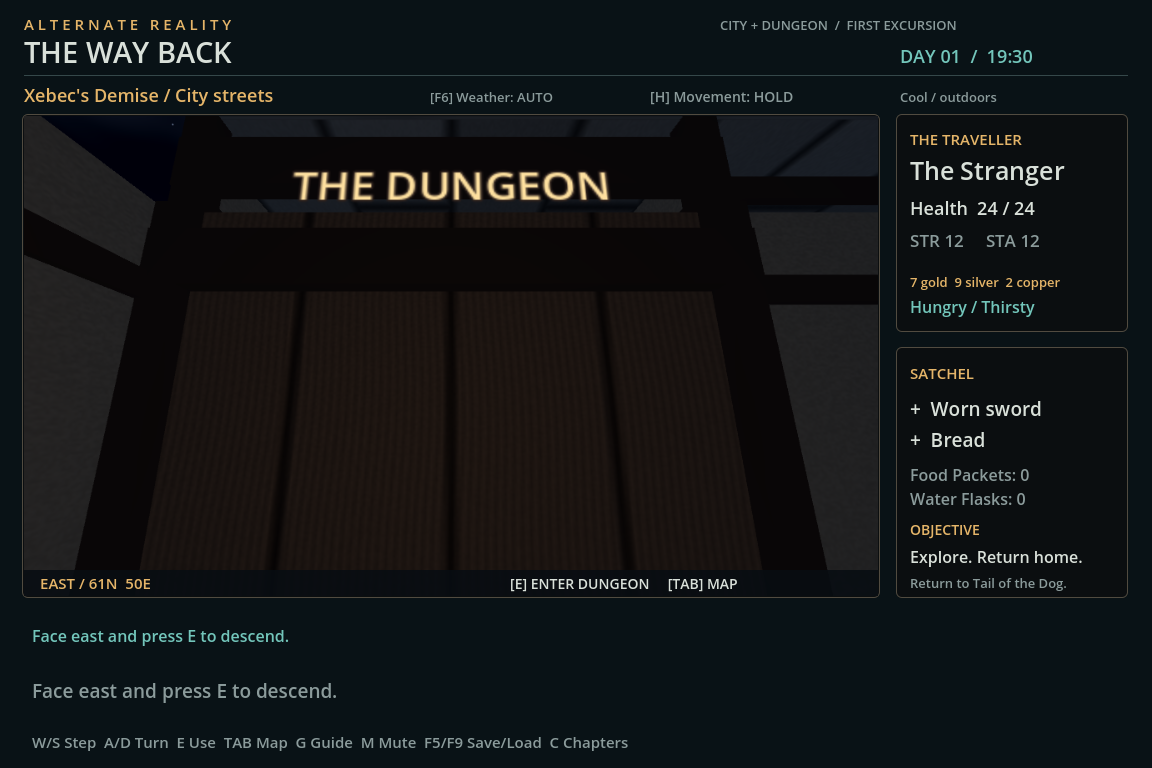 ALTERNATE REALITY
CITY + DUNGEON / FIRST EXCURSION
THE WAY BACK
DAY 01 / 19:30
Xebec's Demise / City streets
[F6] Weather: AUTO
[H] Movement: HOLD
Cool / outdoors
THE DUNGEON
EAST / 61N 50E
[E] ENTER DUNGEON
[TAB] MAP
THE TRAVELLER
The Stranger
Health 24 / 24
STR 12 STA 12
7 gold 9 silver 2 copper
Hungry / Thirsty
SATCHEL
+ Worn sword
+ Bread
Food Packets: 0
Water Flasks: 0
OBJECTIVE
Explore. Return home.
Return to Tail of the Dog.
Face east and press E to descend.
Face east and press E to descend.
W/S Step A/D Turn E Use TAB Map G Guide M Mute F5/F9 Save/Load C Chapters